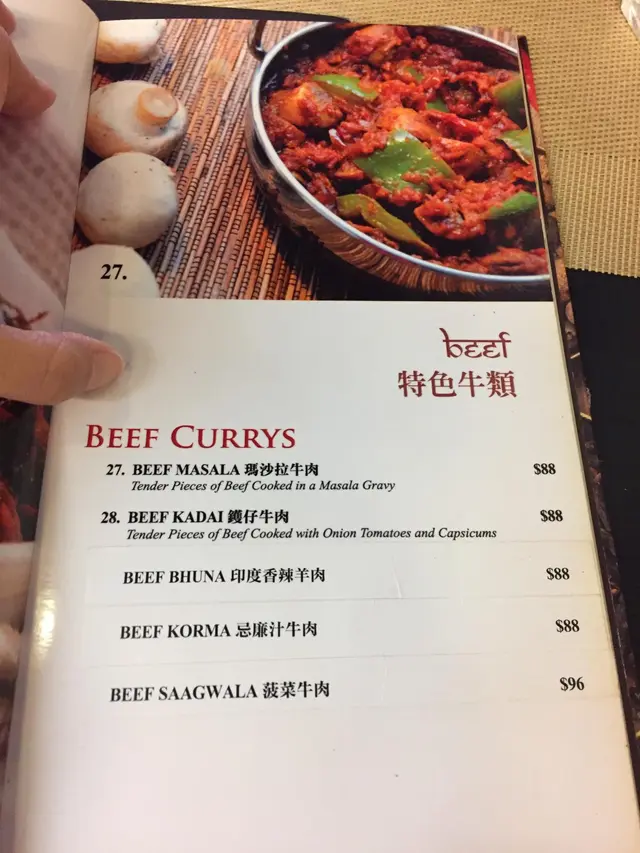 27.
beef
特色牛類
BEEF CURRYS
27. BEEF MASALA 瑪沙拉牛肉 $88
Tender Pieces of Beef Cooked in a Masala Gravy
28. BEEF KADAI 鑊仔牛肉 $88
Tender Pieces of Beef Cooked with Onion Tomatoes and Capsicums
BEEF BHUNA 印度香辣羊肉 $88
BEEF KORMA 忌廉汁牛肉 $88
BEEF SAAGWALA 菠菜牛肉 $96